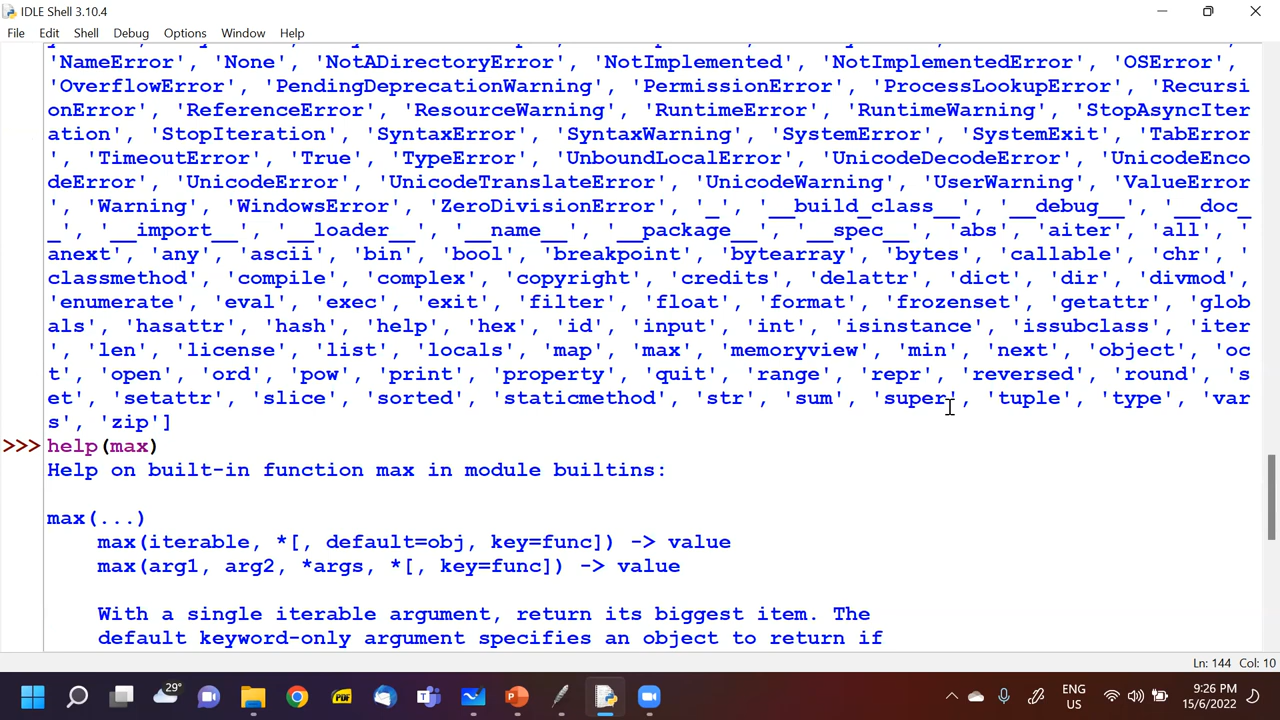 IDLE Shell 3.10.4
File Edit Shell Debug Options Window Help
'NameError', 'None', 'NotADirectoryError', 'NotImplemented', 'NotImplementedError', 'OSError',
'OverflowError', 'PendingDeprecationWarning', 'PermissionError', 'ProcessLookupError', 'Recursi
onError', 'ReferenceError', 'ResourceWarning', 'RuntimeError', 'RuntimeWarning', 'StopAsyncIter
ation', 'StopIteration', 'SyntaxError', 'SyntaxWarning', 'SystemError', 'SystemExit', 'TabError
', 'TimeoutError', 'True', 'TypeError', 'UnboundLocalError', 'UnicodeDecodeError', 'UnicodeEnco
deError', 'UnicodeError', 'UnicodeTranslateError', 'UnicodeWarning', 'UserWarning', 'ValueError
', 'Warning', 'WindowsError', 'ZeroDivisionError', '_', '__build_class__', '__debug__', '__doc_
_', '__import__', '__loader__', '__name__', '__package__', '__spec__', 'abs', 'aiter', 'all', '
anext', 'any', 'ascii', 'bin', 'bool', 'breakpoint', 'bytearray', 'bytes', 'callable', 'chr', '
classmethod', 'compile', 'complex', 'copyright', 'credits', 'delattr', 'dict', 'dir', 'divmod',
'enumerate', 'eval', 'exec', 'exit', 'filter', 'float', 'format', 'frozenset', 'getattr', 'glob
als', 'hasattr', 'hash', 'help', 'hex', 'id', 'input', 'int', 'isinstance', 'issubclass', 'iter
', 'len', 'license', 'list', 'locals', 'map', 'max', 'memoryview', 'min', 'next', 'object', 'oc
t', 'open', 'ord', 'pow', 'print', 'property', 'quit', 'range', 'repr', 'reversed', 'round', 's
et', 'setattr', 'slice', 'sorted', 'staticmethod', 'str', 'sum', 'super', 'tuple', 'type', 'var
s', 'zip']
>>> help(max)
Help on built-in function max in module builtins:
max(...)
max(iterable, *[, default=obj, key=func]) -> value
max(arg1, arg2, *args, *[, key=func]) -> value
With a single iterable argument, return its biggest item. The
default keyword-only argument specifies an object to return if
Ln: 144 Col: 10
29°
PDF
ENG
US
9:26 PM
15/6/2022